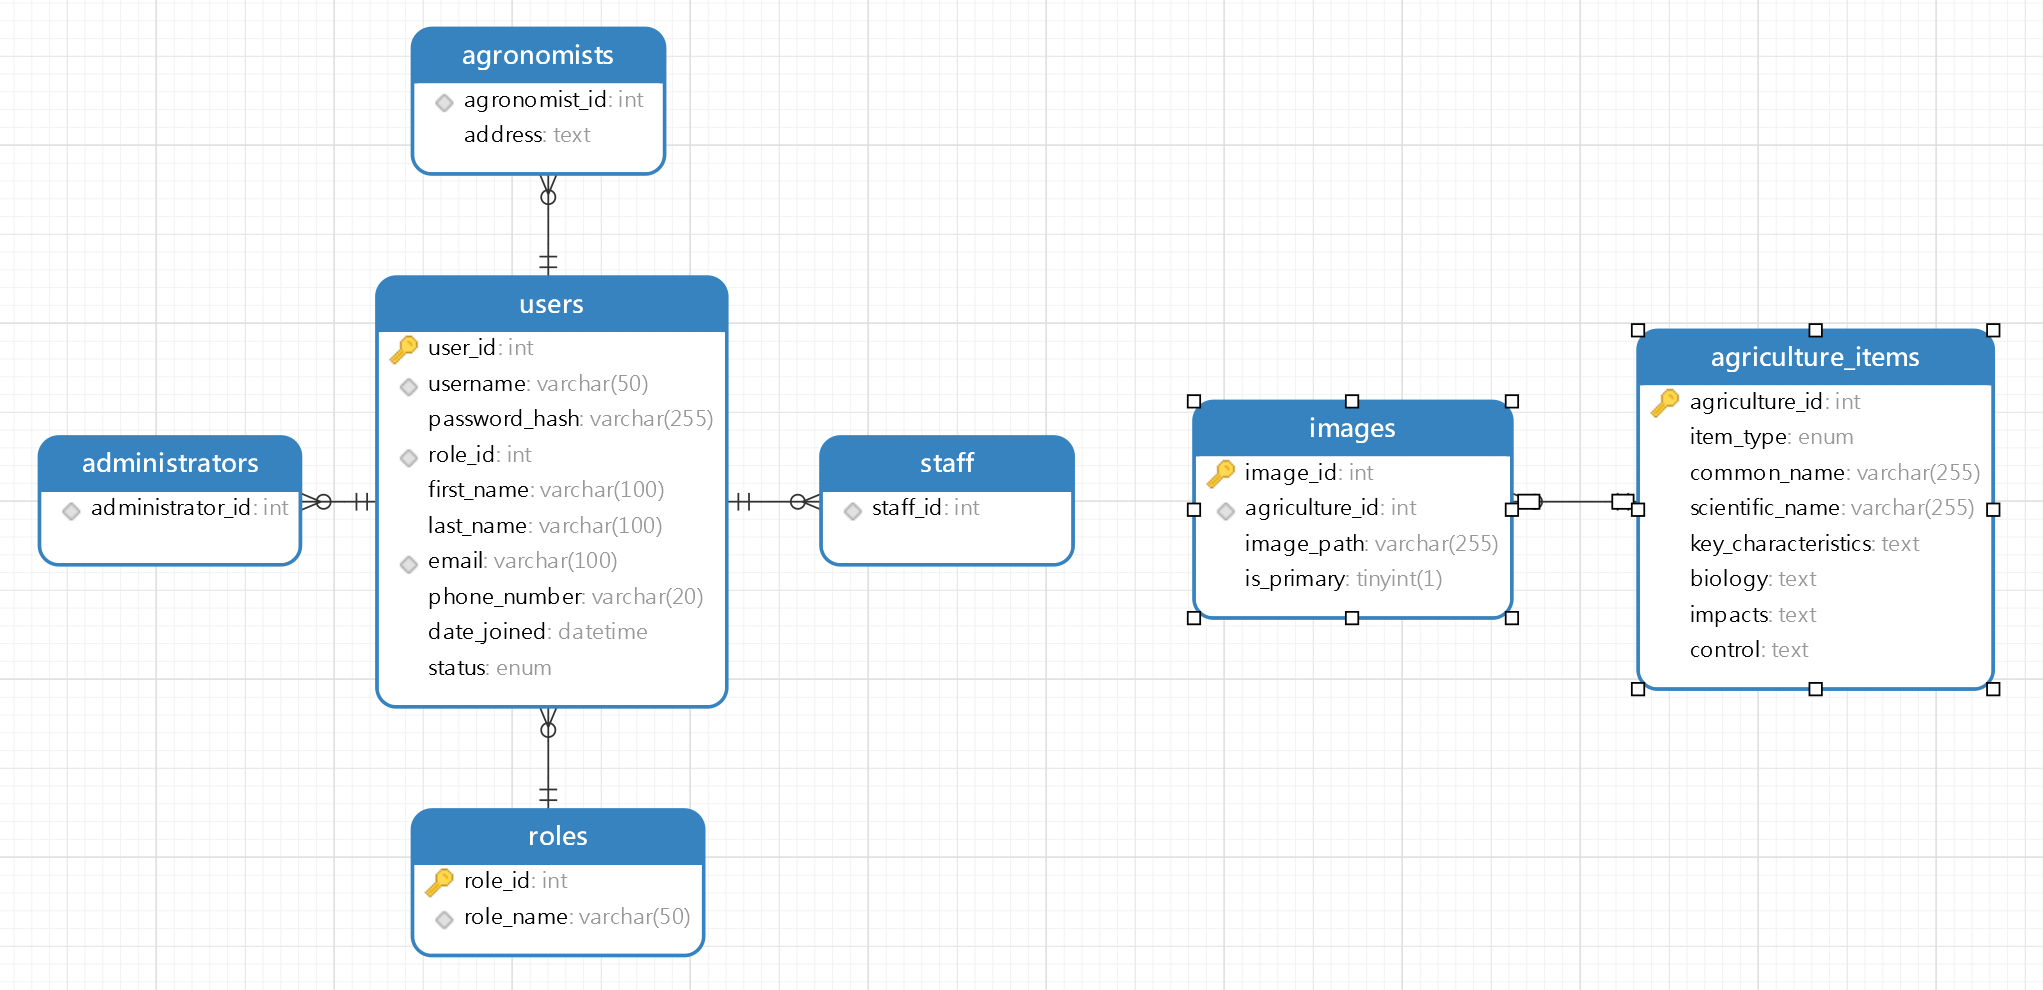 agronomists
agronomist_id: int
address: text
users
user_id: int
username: varchar(50)
password_hash: varchar(255)
role_id: int
first_name: varchar(100)
last_name: varchar(100)
email: varchar(100)
phone_number: varchar(20)
date_joined: datetime
status: enum
administrators
administrator_id: int
staff
staff_id: int
roles
role_id: int
role_name: varchar(50)
images
image_id: int
agriculture_id: int
image_path: varchar(255)
is_primary: tinyint(1)
agriculture_items
agriculture_id: int
item_type: enum
common_name: varchar(255)
scientific_name: varchar(255)
key_characteristics: text
biology: text
impacts: text
control: text